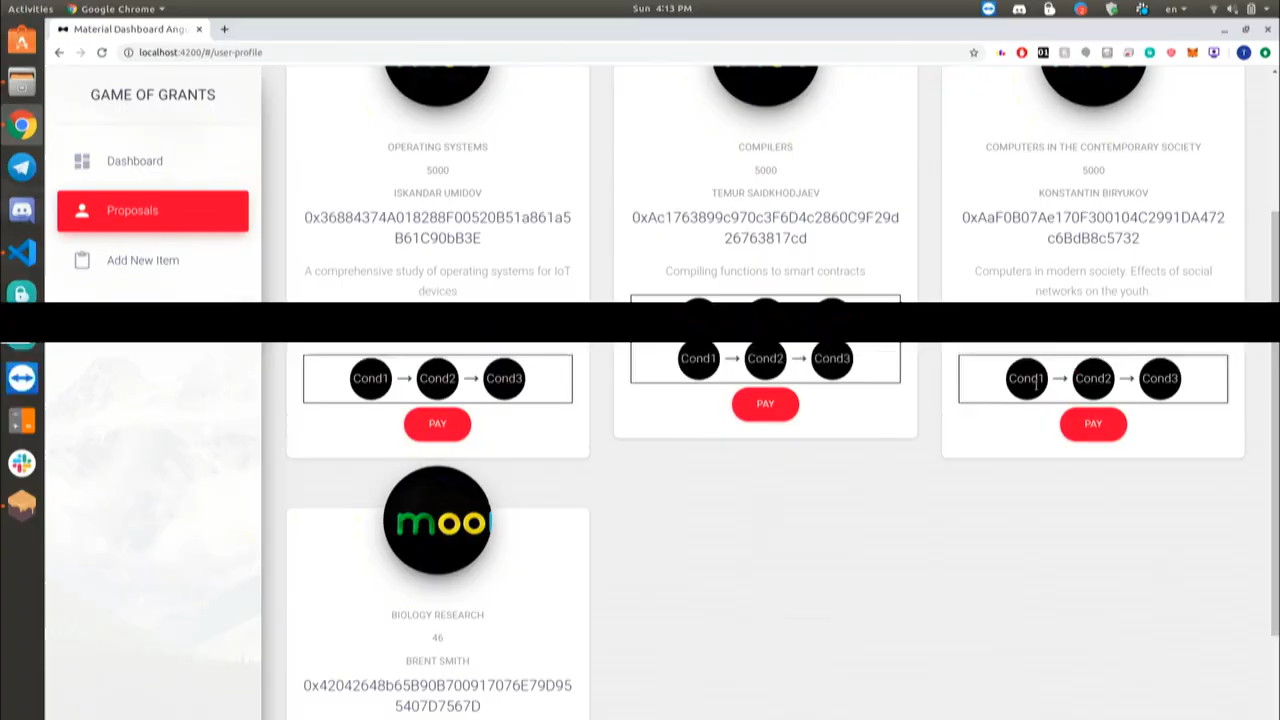 Activities
Google Chrome
Sun 4:13 PM
en
Material Dashboard Angu
localhost:4200/#/user-profile
GAME OF GRANTS
Dashboard
Proposals
Add New Item
OPERATING SYSTEMS
5000
ISKANDAR UMIDOV
0x36884374A018288F00520B51a861a5
B61C90bB3E
A comprehensive study of operating systems for IoT
devices
Cond1 → Cond2 → Cond3
PAY
COMPILERS
5000
TEMUR SAIDKHODJAEV
0xAc1763899c970c3F6D4c2860C9F29d
26763817cd
Compiling functions to smart contracts
Cond1 → Cond2 → Cond3
PAY
COMPUTERS IN THE CONTEMPORARY SOCIETY
5000
KONSTANTIN BIRYUKOV
0xAaF0B07Ae170F300104C2991DA472
c6BdB8c5732
Computers in modern society. Effects of social
networks on the youth
Cond1 → Cond2 → Cond3
PAY
moo
BIOLOGY RESEARCH
46
BRENT SMITH
0x42042648b65B90B700917076E79D95
5407D7567D